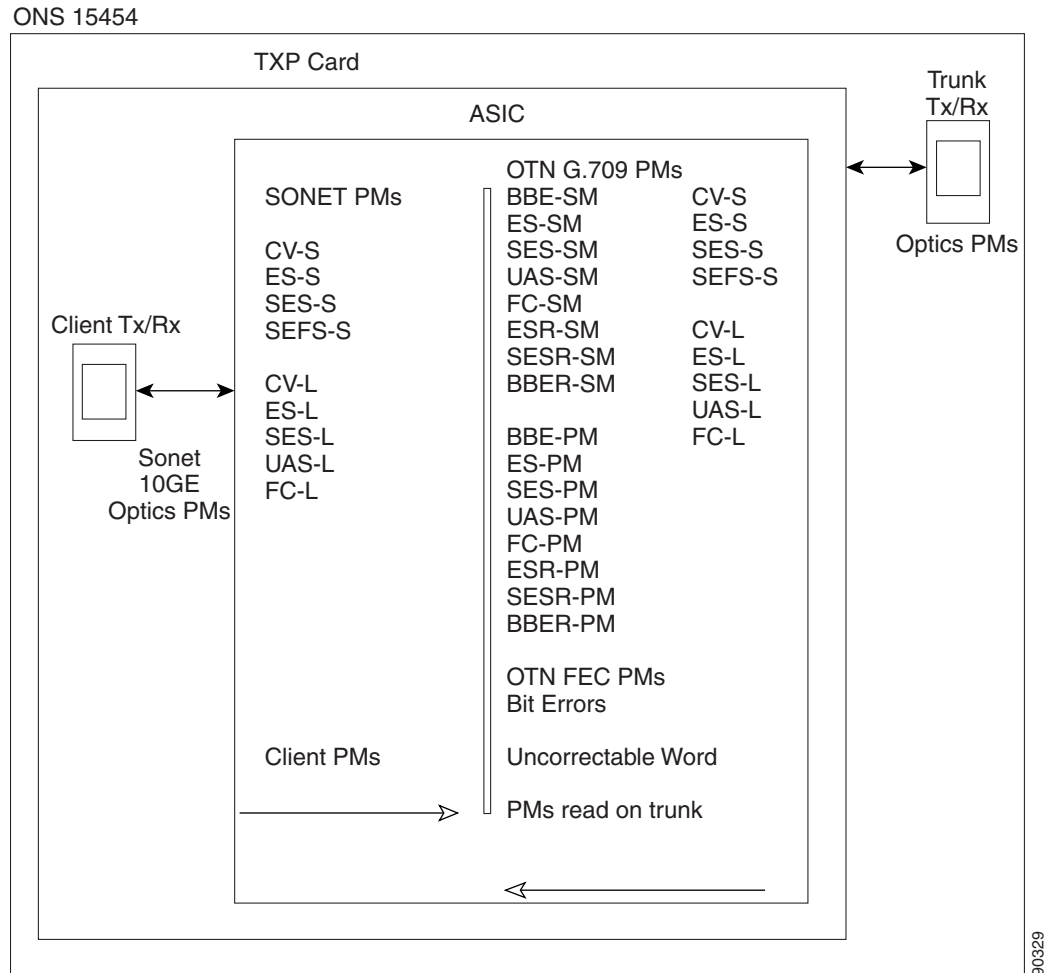 ONS 15454
TXP Card
ASIC
Trunk
Tx/Rx
Optics PMs
Client Tx/Rx
Sonet
10GE
Optics PMs
SONET PMs
CV-S
ES-S
SES-S
SEFS-S
CV-L
ES-L
SES-L
UAS-L
FC-L
Client PMs
OTN G.709 PMs
BBE-SM
ES-SM
SES-SM
UAS-SM
FC-SM
ESR-SM
SESR-SM
BBER-SM
BBE-PM
ES-PM
SES-PM
UAS-PM
FC-PM
ESR-PM
SESR-PM
BBER-PM
OTN FEC PMs
Bit Errors
Uncorrectable Word
PMs read on trunk
CV-S
ES-S
SES-S
SEFS-S
CV-L
ES-L
SES-L
UAS-L
FC-L
90329